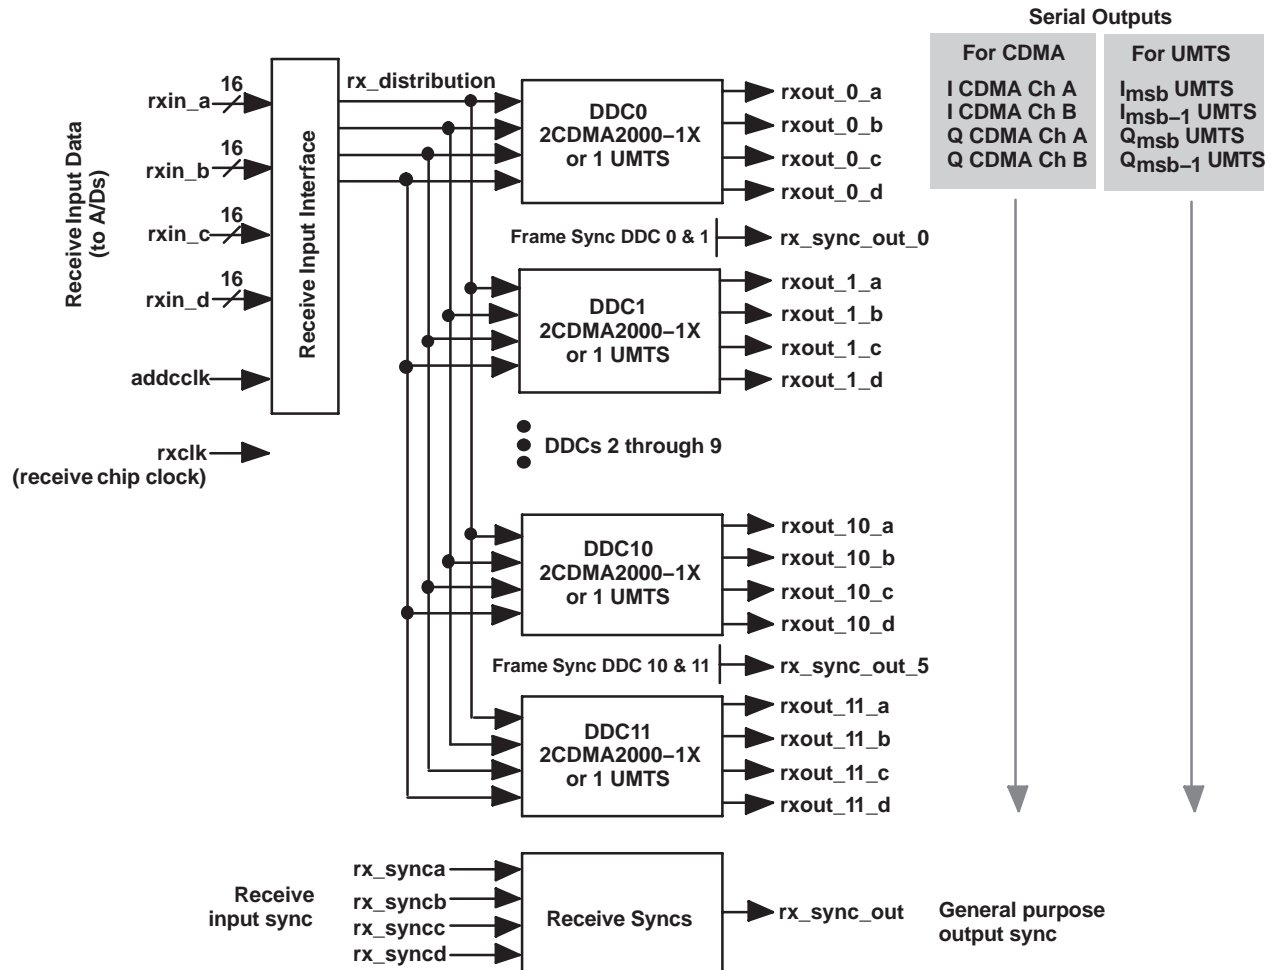 Serial Outputs
For CDMA
I CDMA Ch A
I CDMA Ch B
Q CDMA Ch A
Q CDMA Ch B
For UMTS
Imsb UMTS
Imsb–1 UMTS
Qmsb UMTS
Qmsb–1 UMTS
Receive Input Data
(to A/Ds)
16
rxin_a
16
rxin_b
16
rxin_c
16
rxin_d
addcclk
rxclk
(receive chip clock)
Receive Input Interface
rx_distribution
DDC0
2CDMA2000–1X
or 1 UMTS
rxout_0_a
rxout_0_b
rxout_0_c
rxout_0_d
Frame Sync DDC 0 & 1
rx_sync_out_0
DDC1
2CDMA2000–1X
or 1 UMTS
rxout_1_a
rxout_1_b
rxout_1_c
rxout_1_d
DDCs 2 through 9
DDC10
2CDMA2000–1X
or 1 UMTS
rxout_10_a
rxout_10_b
rxout_10_c
rxout_10_d
Frame Sync DDC 10 & 11
rx_sync_out_5
DDC11
2CDMA2000–1X
or 1 UMTS
rxout_11_a
rxout_11_b
rxout_11_c
rxout_11_d
Receive
input sync
rx_synca
rx_syncb
rx_syncc
rx_syncd
Receive Syncs
rx_sync_out
General purpose
output sync